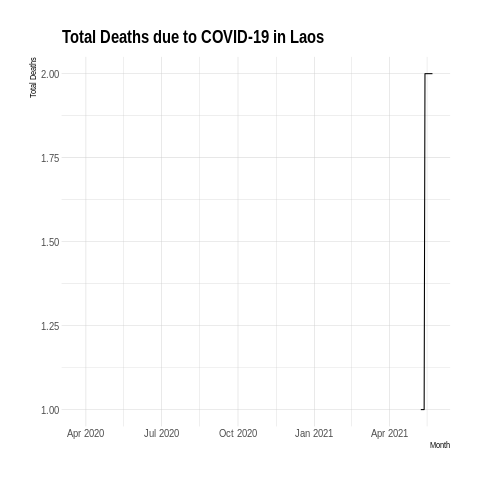 Total Deaths due to COVID-19 in Laos
Total Deaths
2.00
1.75
1.50
1.25
1.00
Apr 2020 Jul 2020 Oct 2020 Jan 2021 Apr 2021
Month